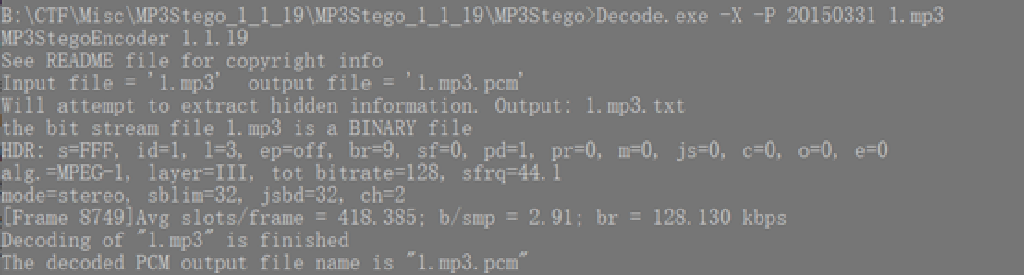 B:\CTF\Misc\MP3Stego_1_1_19\MP3Stego_1_1_19\MP3Stego>Decode.exe -X -P 20150331 1.mp3
MP3StegoEncoder 1.1.19
See README file for copyright info
Input file = '1.mp3'  output file = '1.mp3.pcm'
Will attempt to extract hidden information. Output: 1.mp3.txt
the bit stream file 1.mp3 is a BINARY file
HDR: s=FFF, id=1, l=3, ep=off, br=9, sf=0, pd=1, pr=0, m=0, js=0, c=0, o=0, e=0
alg.=MPEG-1, layer=III, tot bitrate=128, sfrq=44.1
mode=stereo, sblim=32, jsbd=32, ch=2
[Frame 8749]Avg slots/frame = 418.385; b/smp = 2.91; br = 128.130 kbps
Decoding of "1.mp3" is finished
The decoded PCM output file name is "1.mp3.pcm"